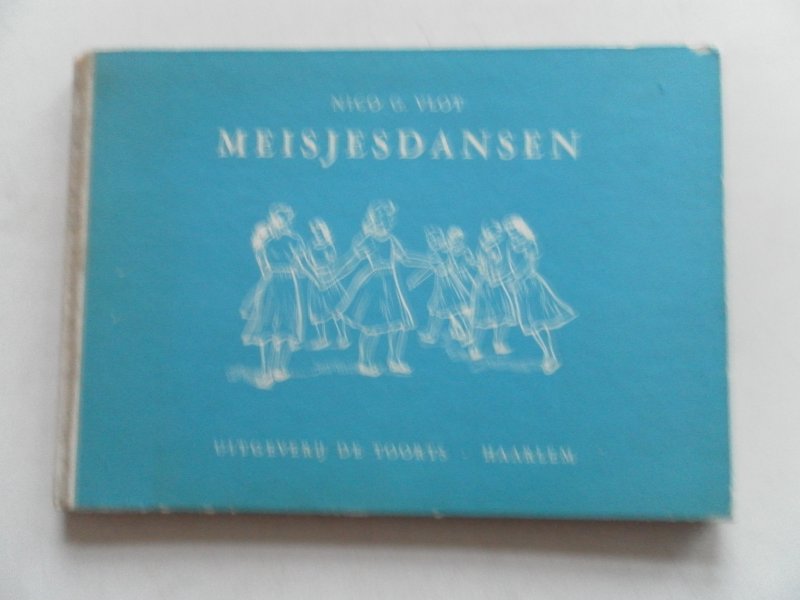 NICO G. VLOT
MEISJESDANSEN
UITGEVERIJ DE TOORTS - HAARLEM